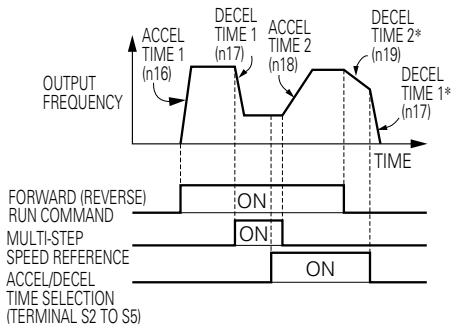 ACCEL
TIME 1
(n16)
DECEL
TIME 1
(n17)
ACCEL
TIME 2
(n18)
DECEL
TIME 2*
(n19)
DECEL
TIME 1*
(n17)
OUTPUT
FREQUENCY
TIME
FORWARD (REVERSE)
RUN COMMAND
ON
MULTI-STEP
SPEED REFERENCE
ON
ACCEL/DECEL
TIME SELECTION
(TERMINAL S2 TO S5)
ON